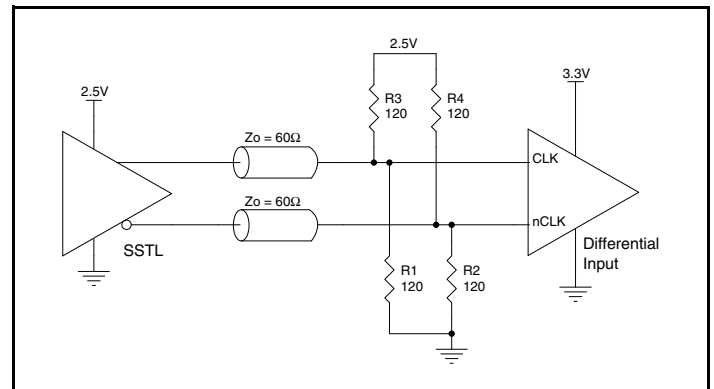 2.5V
3.3V
2.5V
R3
120
R4
120
Zo = 60Ω
CLK
Zo = 60Ω
nCLK
SSTL
Differential
Input
R1
120
R2
120